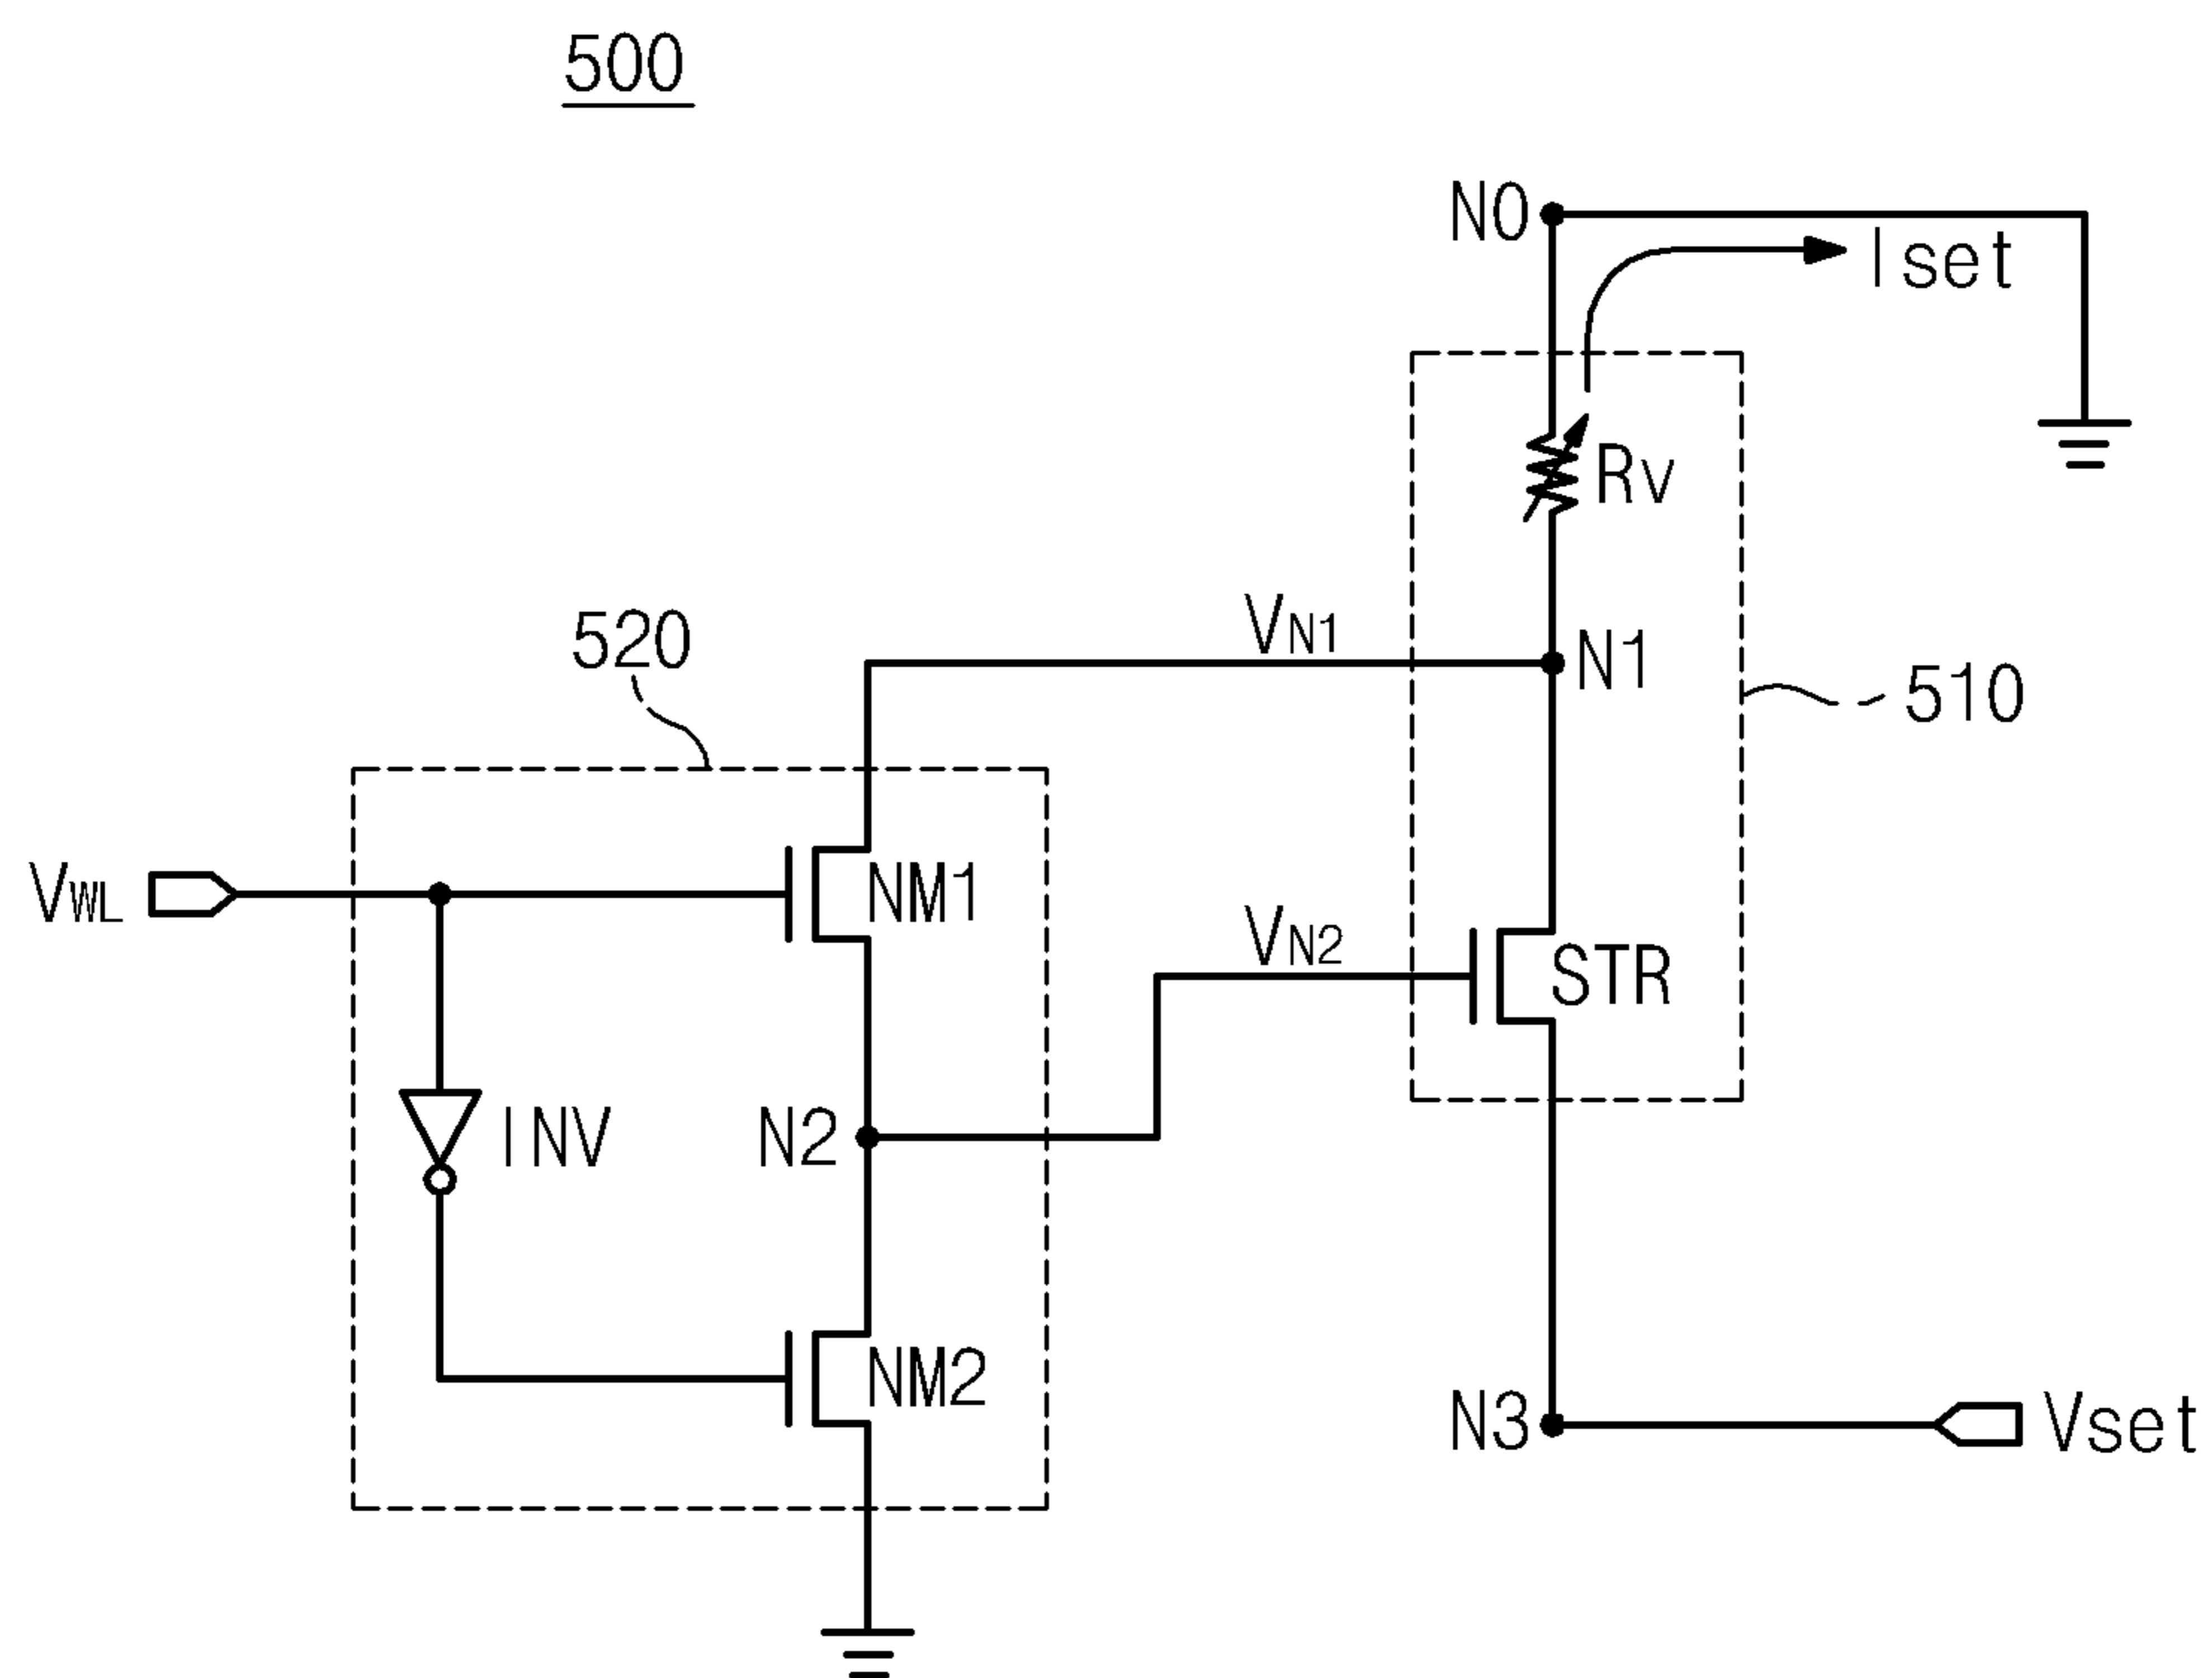 500
N0
Iset
Rv
VN1
N1
520
510
VWL
NM1
VN2
STR
INV
N2
NM2
N3
Vset